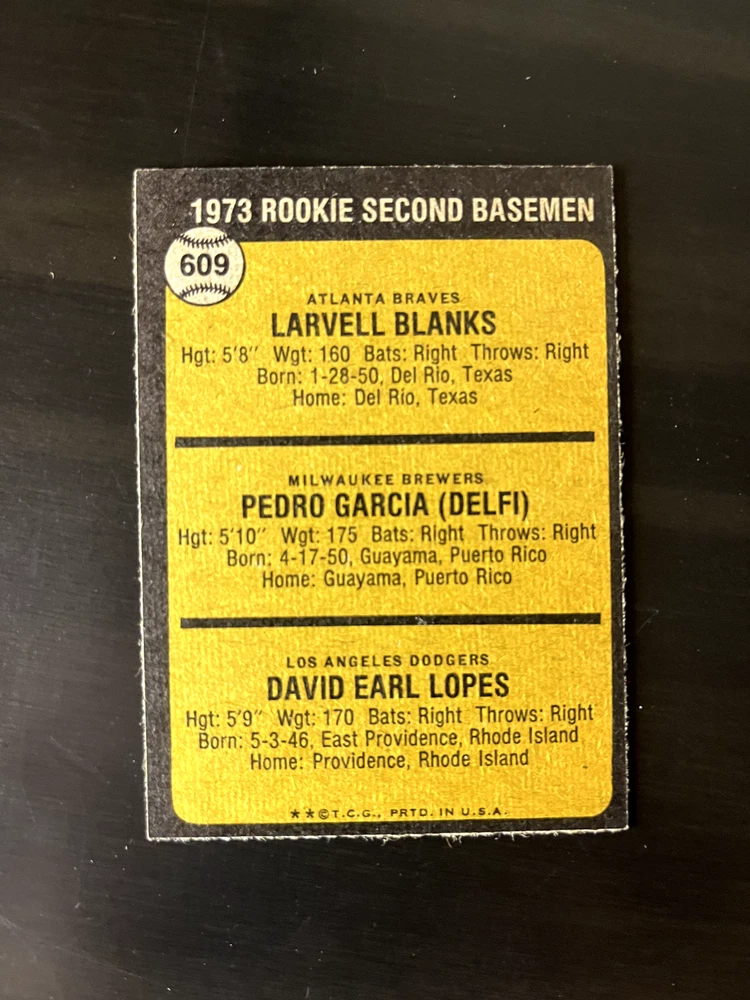 1973 ROOKIE SECOND BASEMEN
609
ATLANTA BRAVES
LARVELL BLANKS
Hgt: 5'8" Wgt: 160 Bats: Right Throws: Right
Born: 1-28-50, Del Rio, Texas
Home: Del Rio, Texas
MILWAUKEE BREWERS
PEDRO GARCIA (DELFI)
Hgt: 5'10" Wgt: 175 Bats: Right Throws: Right
Born: 4-17-50, Guayama, Puerto Rico
Home: Guayama, Puerto Rico
LOS ANGELES DODGERS
DAVID EARL LOPES
Hgt: 5'9" Wgt: 170 Bats: Right Throws: Right
Born: 5-3-46, East Providence, Rhode Island
Home: Providence, Rhode Island
★★©T.C.G., PRTD. IN U.S.A.